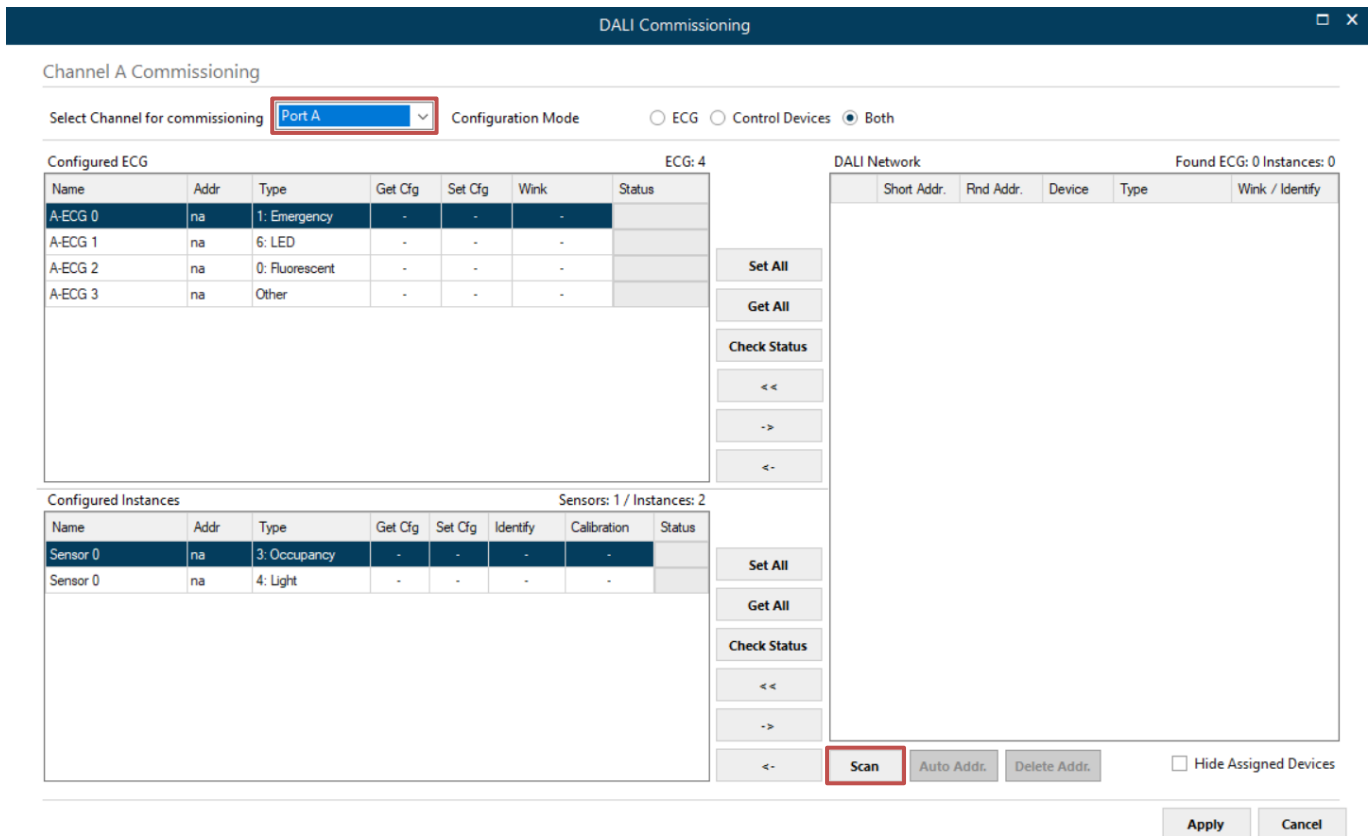 DALI Commissioning
Channel A Commissioning
Select Channel for commissioning Port A Configuration Mode ECG Control Devices Both
Configured ECG ECG: 4
Name Addr Type Get Cfg Set Cfg Wink Status
A-ECG 0 na 1: Emergency - - -
A-ECG 1 na 6: LED - - -
A-ECG 2 na 0: Fluorescent - - -
A-ECG 3 na Other - - -
Set All
Get All
Check Status
<<
->
<-
Configured Instances Sensors: 1 / Instances: 2
Name Addr Type Get Cfg Set Cfg Identify Calibration Status
Sensor 0 na 3: Occupancy - - - -
Sensor 0 na 4: Light - - - -
Set All
Get All
Check Status
<<
->
<-
DALI Network Found ECG: 0 Instances: 0
Short Addr. Rnd Addr. Device Type Wink / Identify
Scan Auto Addr. Delete Addr. Hide Assigned Devices
Apply Cancel